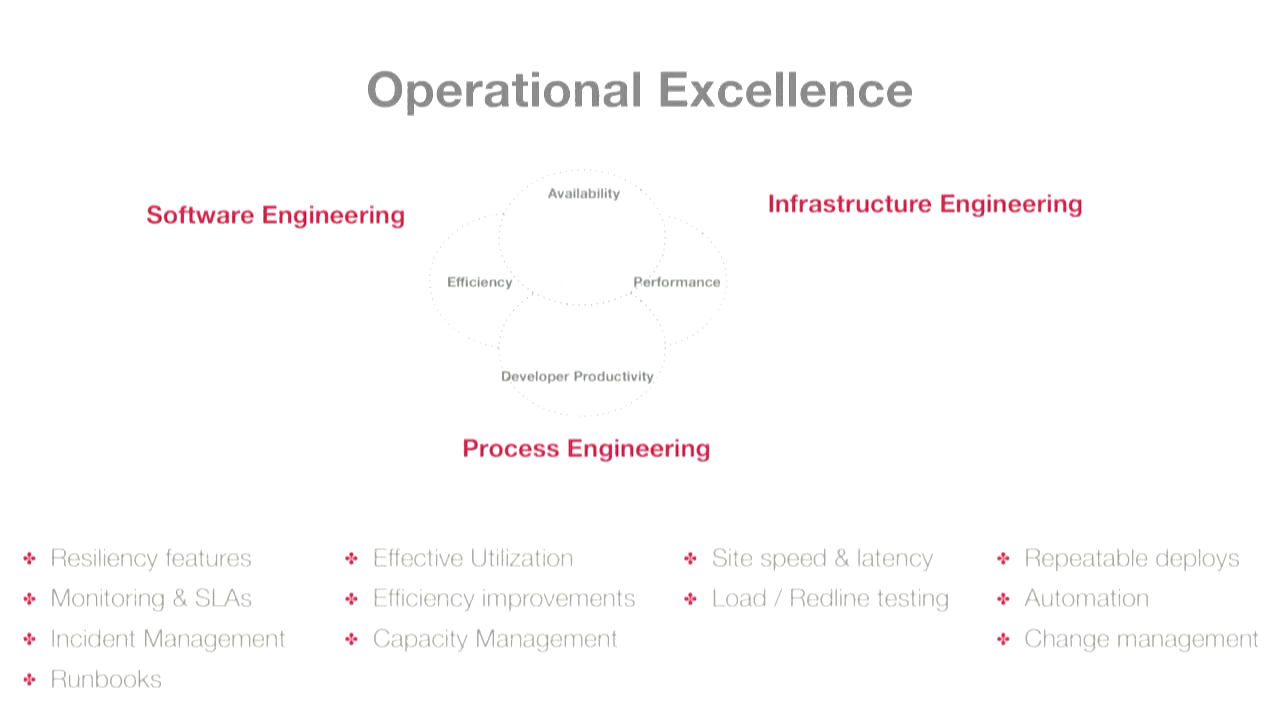 Operational Excellence
Software Engineering
Infrastructure Engineering
Availability
Efficiency
Performance
Developer Productivity
Process Engineering
Resiliency features
Monitoring & SLAs
Incident Management
Runbooks
Effective Utilization
Efficiency improvements
Capacity Management
Site speed & latency
Load / Redline testing
Repeatable deploys
Automation
Change management